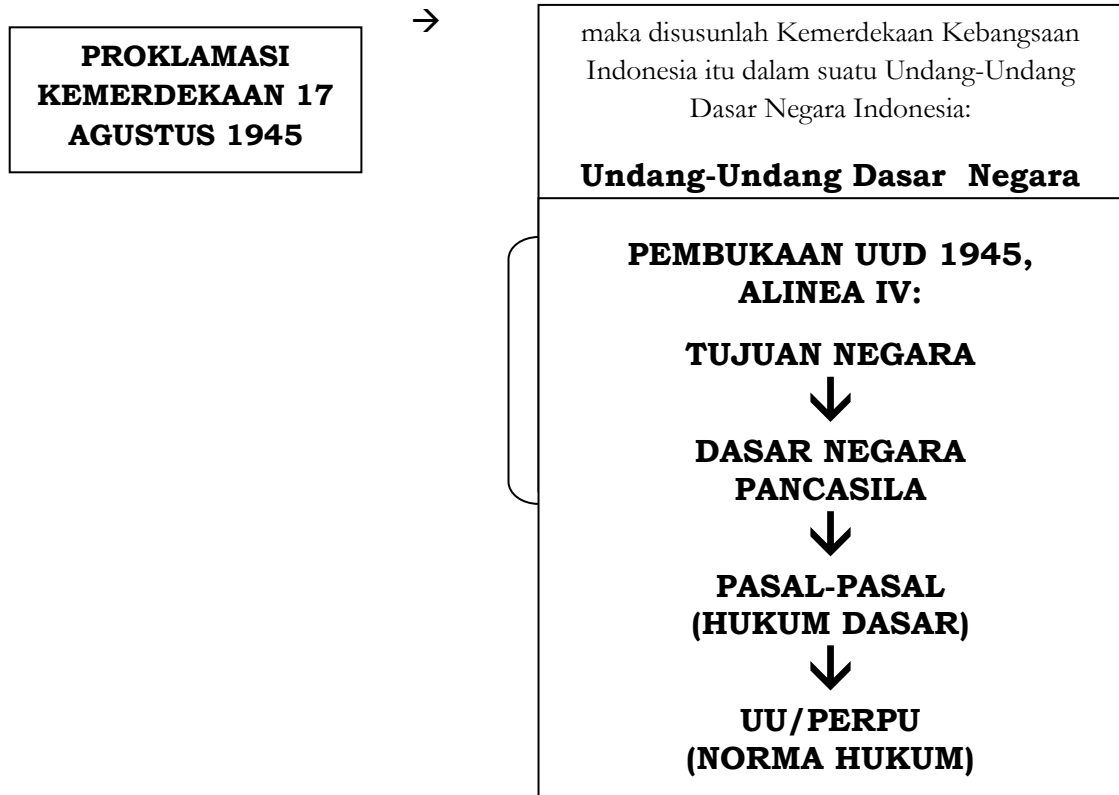 PROKLAMASI
KEMERDEKAAN 17
AGUSTUS 1945
→
maka disusunlah Kemerdekaan Kebangsaan
Indonesia itu dalam suatu Undang-Undang
Dasar Negara Indonesia:
Undang-Undang Dasar Negara
PEMBUKAAN UUD 1945,
ALINEA IV:
TUJUAN NEGARA
DASAR NEGARA
PANCASILA
PASAL-PASAL
(HUKUM DASAR)
UU/PERPU
(NORMA HUKUM)